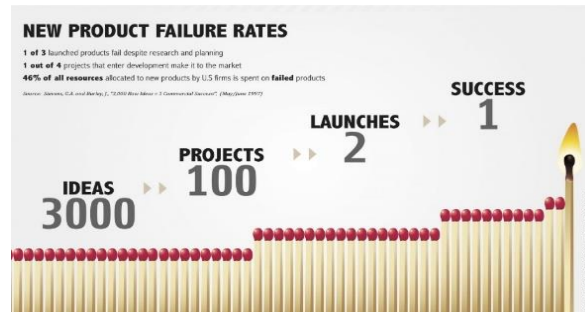 NEW PRODUCT FAILURE RATES
1 of 3 launched products fail despite research and planning
1 out of 4 projects that enter development make it to the market
46% of all resources allocated to new products by U.S firms is spent on failed products
SUCCESS
1
LAUNCHES
2
PROJECTS
100
IDEAS
3000